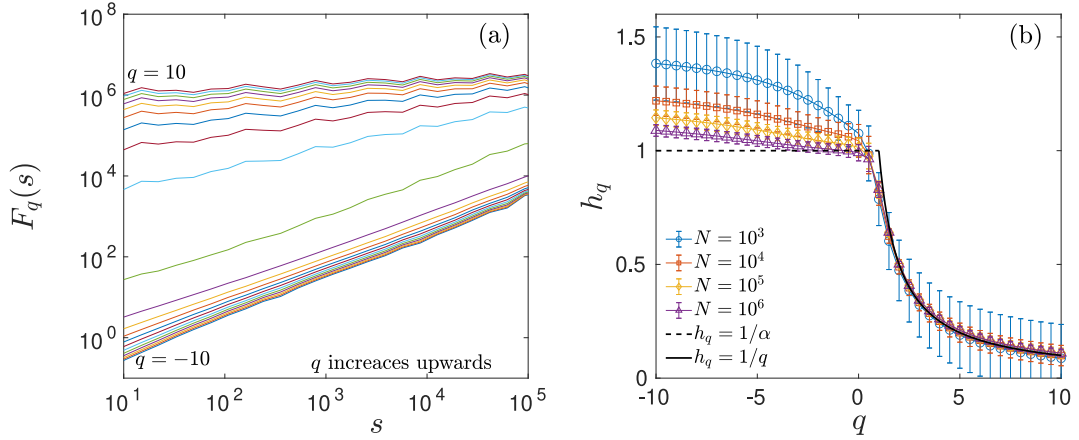 (a)
F_q(s)
10^8
10^6
10^4
10^2
10^0
q = 10
q = −10
q increaces upwards
10^1 10^2 10^3 10^4 10^5
s
(b)
h_q
1.5
1
0.5
0
N = 10^3
N = 10^4
N = 10^5
N = 10^6
h_q = 1/α
h_q = 1/q
-10 -5 0 5 10
q